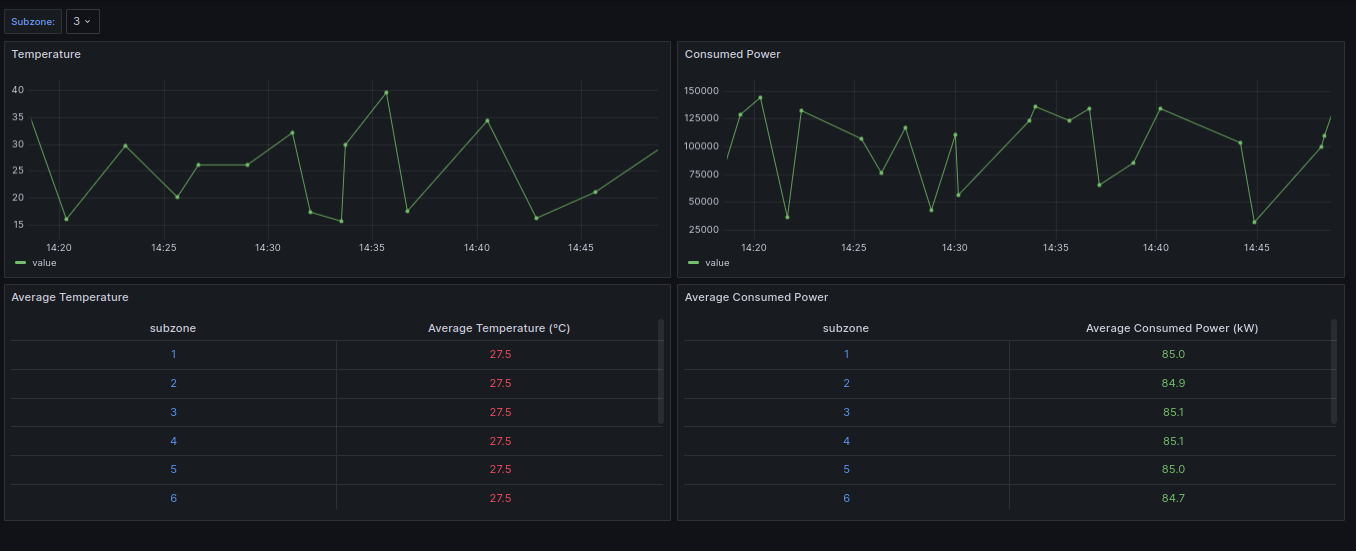 Subzone: 3
Temperature
40
35
30
25
20
15
14:20 14:25 14:30 14:35 14:40 14:45
value
Consumed Power
150000
125000
100000
75000
50000
25000
14:20 14:25 14:30 14:35 14:40 14:45
value
Average Temperature
subzone Average Temperature (°C)
1 27.5
2 27.5
3 27.5
4 27.5
5 27.5
6 27.5
Average Consumed Power
subzone Average Consumed Power (kW)
1 85.0
2 84.9
3 85.1
4 85.1
5 85.0
6 84.7